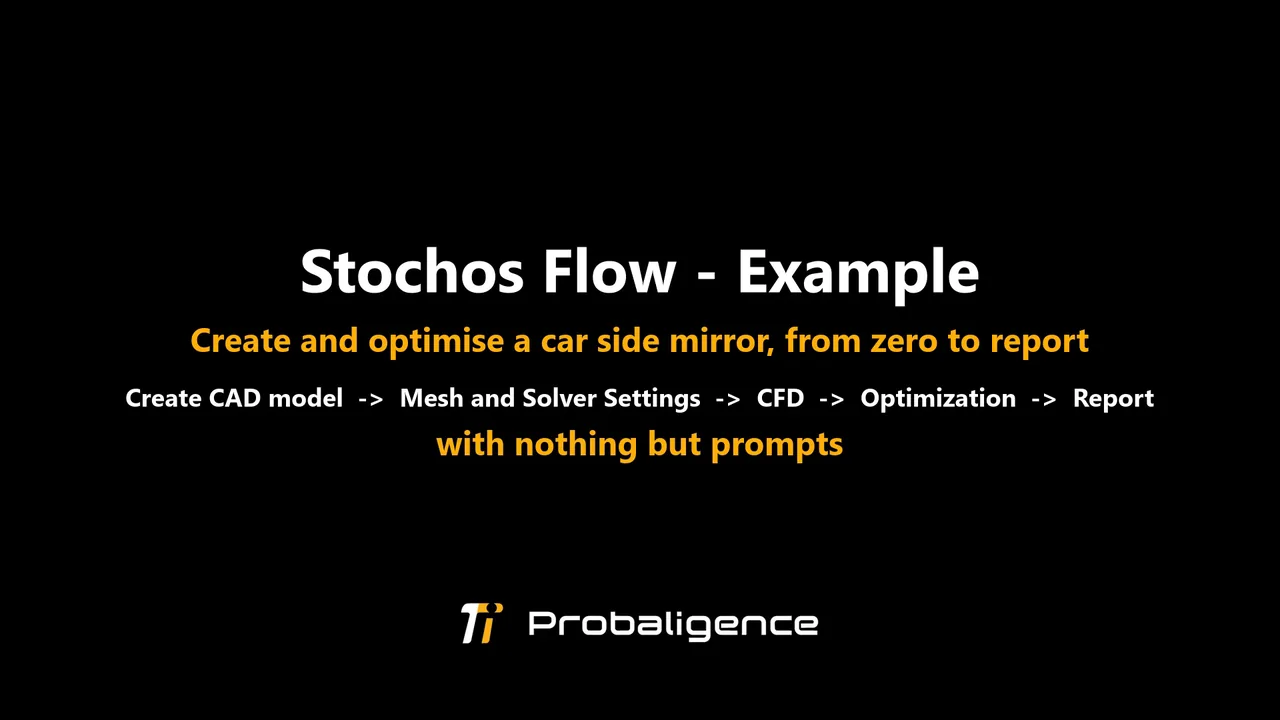 Stochos Flow - Example
Create and optimise a car side mirror, from zero to report
Create CAD model -> Mesh and Solver Settings -> CFD -> Optimization -> Report
with nothing but prompts
Probaligence